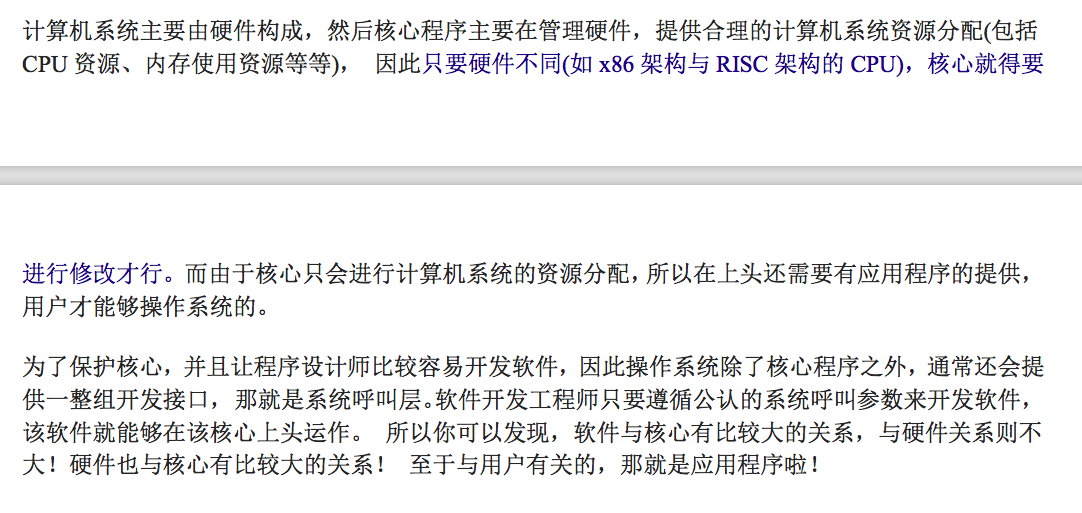 计算机系统主要由硬件构成，然后核心程序主要在管理硬件，提供合理的计算机系统资源分配(包括
CPU 资源、内存使用资源等等)， 因此只要硬件不同(如 x86 架构与 RISC 架构的 CPU)，核心就得要
进行修改才行。而由于核心只会进行计算机系统的资源分配，所以在上头还需要有应用程序的提供，
用户才能够操作系统的。
为了保护核心，并且让程序设计师比较容易开发软件，因此操作系统除了核心程序之外，通常还会提
供一整组开发接口， 那就是系统呼叫层。软件开发工程师只要遵循公认的系统呼叫参数来开发软件，
该软件就能够在该核心上头运作。 所以你可以发现，软件与核心有比较大的关系，与硬件关系则不
大！硬件也与核心有比较大的关系！ 至于与用户有关的，那就是应用程序啦！